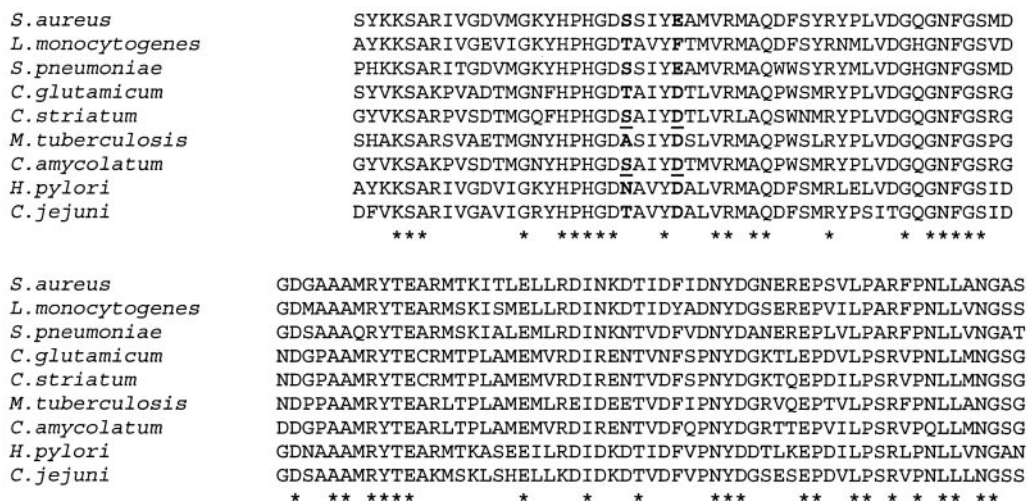 S.aureus SYKKSARIVGDVMGKYHPHGDSSIYEAMVRMAQDFSYRYPLVDGQGNFGSMD
L.monocytogenes AYKKSARIVGEVIGKYHPHGDTAVYFTMVRMAQDFSYRNMLVDGHGNFGSVD
S.pneumoniae PHKKSARITGDVMGKYHPHGDSSIYEAMVRMAQWWSYRYMLVDGHGNFGSMD
C.glutamicum SYVKSAKPVADTMGNFHPHGDTAIYDTLVRMAQPWSMRYPLVDGQGNFGSRG
C.striatum GYVKSARPVSDTMGQFHPHGDSAIYDTLVRLAQSWNMRYPLVDGQGNFGSRG
M.tuberculosis SHAKSARSVAETMGNYHPHGDASIYDSLVRMAQPWSLRYPLVDGQGNFGSPG
C.amycolatum GYVKSAKPVSDTMGNYHPHGDSAIYDTMVRMAQPWSMRYPLVDGQGNFGSRG
H.pylori AYKKSARIVGDVIGKYHPHGDNAVYDALVRMAQDFSMRLELVDGQGNFGSID
C.jejuni DFVKSARIVGAVIGRYHPHGDTAVYDALVRMAQDFSMRYPSITGQGNFGSID
*** * ***** * ** ** * * *****
S.aureus GDGAAAMRYTEARMTKITLELLRDINKDTIDFIDNYDGNEREPSVLPARFPNLLANGAS
L.monocytogenes GDMAAAMRYTEARMSKISMELLRDINKDTIDYADNYDGSEREPVILPARFPNLLVNGSS
S.pneumoniae GDSAAAQRYTEARMSKIALEMLRDINKNTVDFVDNYDANEREPLVLPARFPNLLVNGAT
C.glutamicum NDGPAAMRYTECRMTPLAMEMVRDIRENTVNFSPNYDGKTLEPDVLPSRVPNLLMNGSG
C.striatum NDGPAAMRYTECRMTPLAMEMVRDIRENTVDFSPNYDGKTQEPDILPSRVPNLLMNGSG
M.tuberculosis NDPPAAMRYTEARLTPLAMEMLREIDEETVDFIPNYDGRVQEPTVLPSRFPNLLANGSG
C.amycolatum DDGPAAMRYTEARLTPLAMEMVRDIRENTVDFQPNYDGRTTEPDILPSRVPQLLMNGSG
H.pylori GDNAAAMRYTEARMTKASEEILRDIDKDTIDFVPNYDDTLKEPDILPSRLPNLLVNGAN
C.jejuni GDSAAAMRYTEAKMSKLSHELLKDIDKDTVDFVPNYDGSESEPDVLPSRVPNLLLNGSS
* ** **** * * * *** ** ** * * ** **